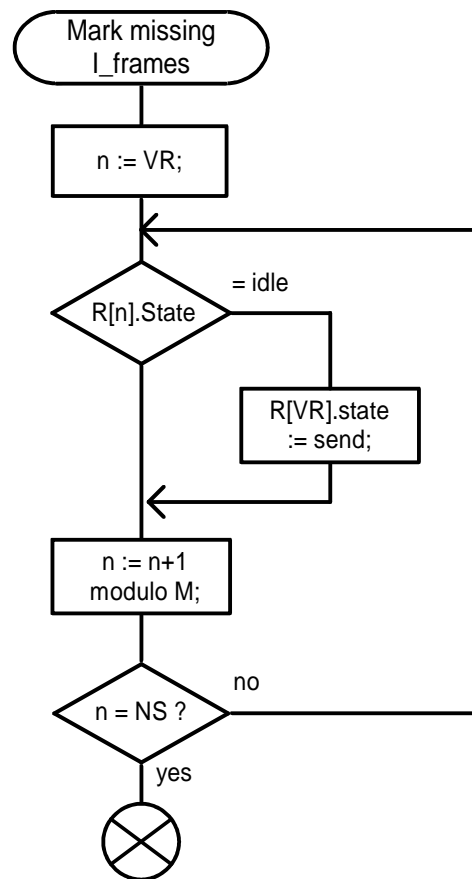 Mark missing
I_frames
n := VR;
= idle
R[n].State
R[VR].state
:= send;
n := n+1
modulo M;
no
n = NS ?
yes